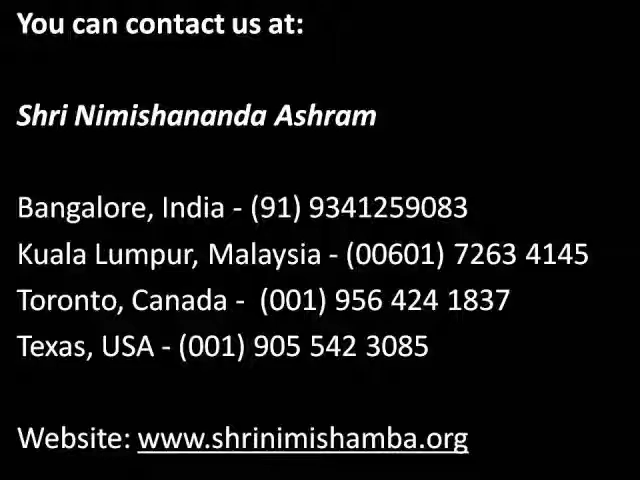 You can contact us at:
Shri Nimishananda Ashram
Bangalore, India - (91) 9341259083
Kuala Lumpur, Malaysia - (00601) 7263 4145
Toronto, Canada -  (001) 956 424 1837
Texas, USA - (001) 905 542 3085
Website: www.shrinimishamba.org